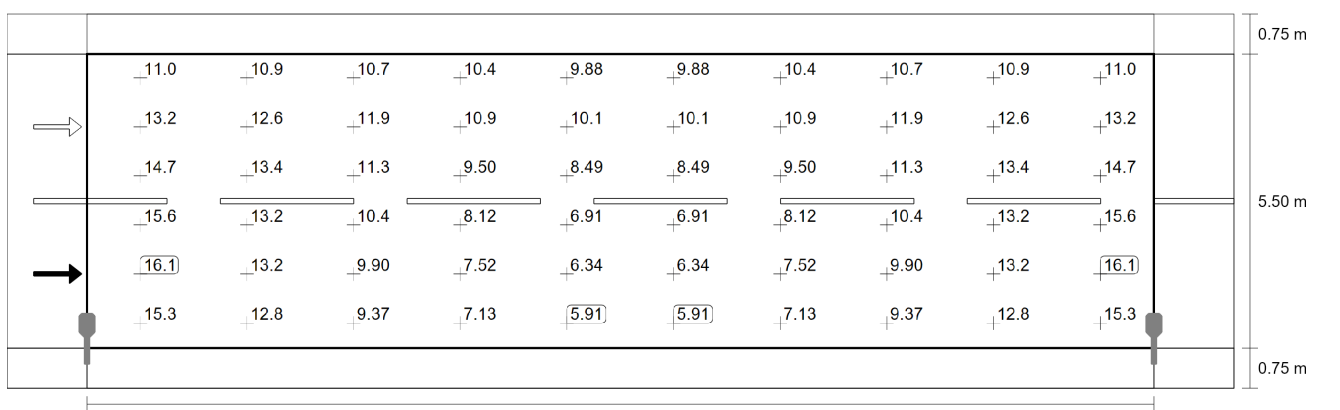 0.75 m
11.0 10.9 10.7 10.4 9.88 9.88 10.4 10.7 10.9 11.0
13.2 12.6 11.9 10.9 10.1 10.1 10.9 11.9 12.6 13.2
14.7 13.4 11.3 9.50 8.49 8.49 9.50 11.3 13.4 14.7
5.50 m
15.6 13.2 10.4 8.12 6.91 6.91 8.12 10.4 13.2 15.6
16.1 13.2 9.90 7.52 6.34 6.34 7.52 9.90 13.2 16.1
15.3 12.8 9.37 7.13 5.91 5.91 7.13 9.37 12.8 15.3
0.75 m